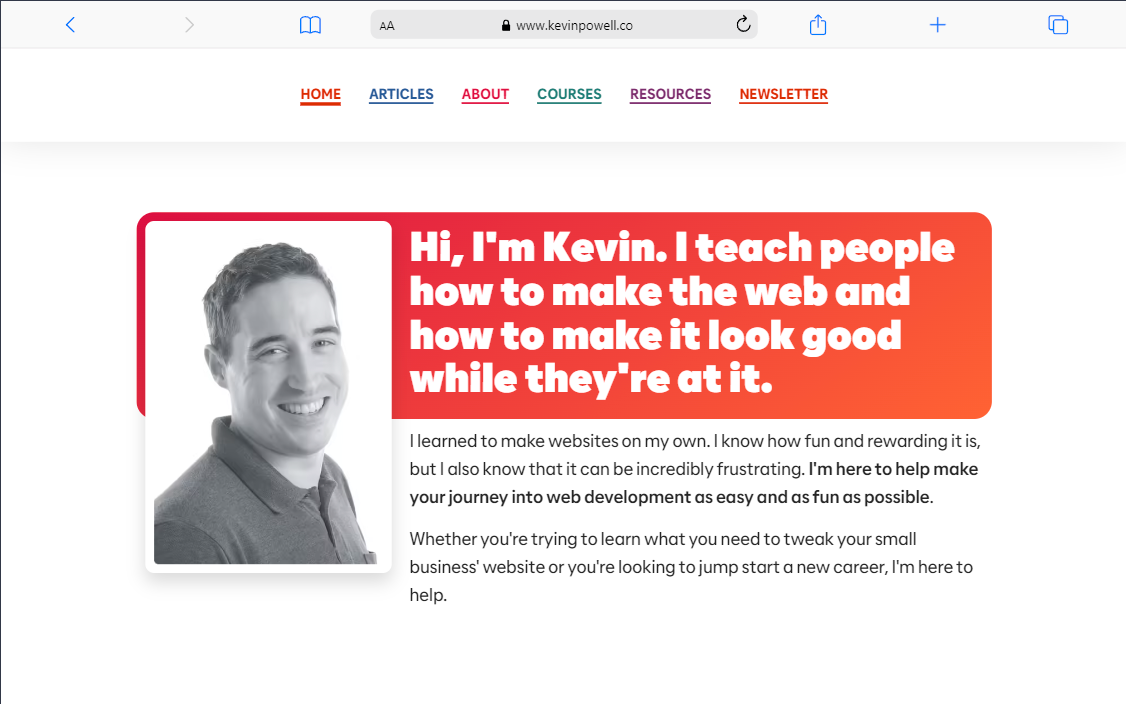 AA www.kevinpowell.co
HOME ARTICLES ABOUT COURSES RESOURCES NEWSLETTER
Hi, I'm Kevin. I teach people
how to make the web and
how to make it look good
while they're at it.
I learned to make websites on my own. I know how fun and rewarding it is,
but I also know that it can be incredibly frustrating. I'm here to help make
your journey into web development as easy and as fun as possible.
Whether you're trying to learn what you need to tweak your small
business' website or you're looking to jump start a new career, I'm here to
help.